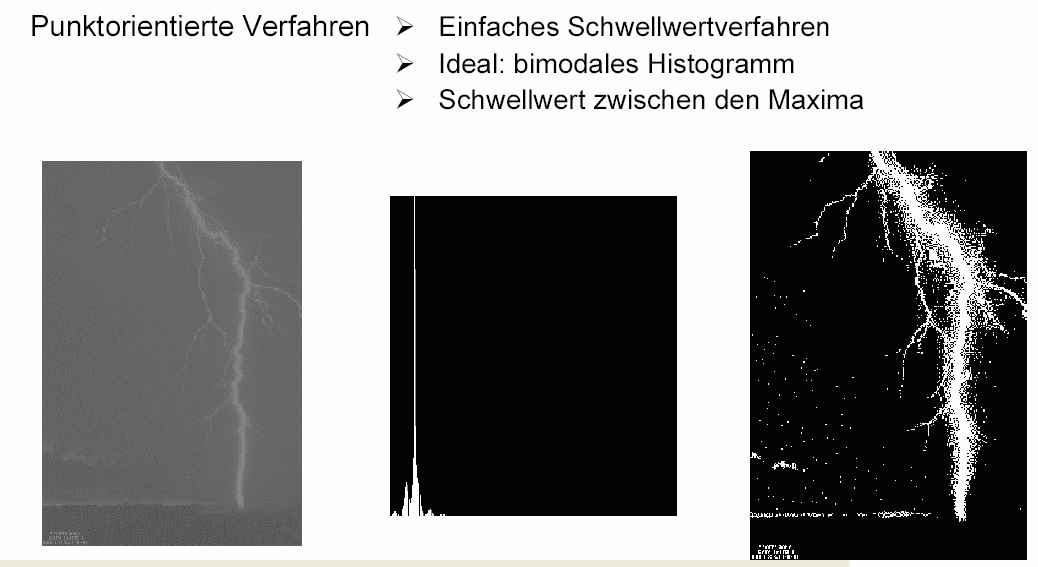 Punktorientierte Verfahren
➢ Einfaches Schwellwertverfahren
➢ Ideal: bimodales Histogramm
➢ Schwellwert zwischen den Maxima